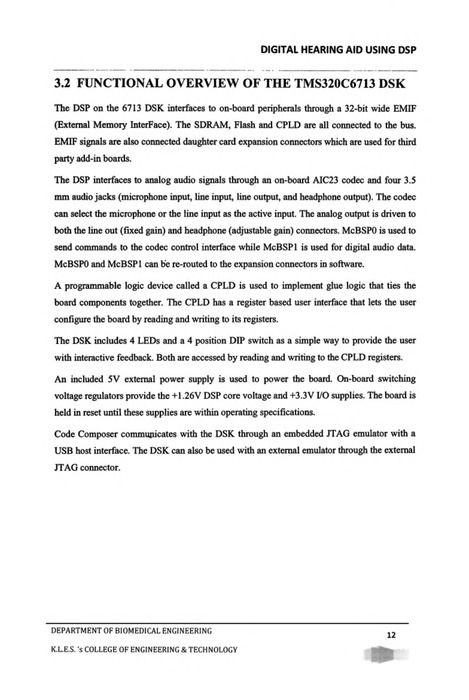 DIGITAL HEARING AID USING DSP
3.2 FUNCTIONAL OVERVIEW OF THE TMS320C6713 DSK
The DSP on the 6713 DSK interfaces to on-board peripherals through a 32-bit wide EMIF
(External Memory InterFace). The SDRAM, Flash and CPLD are all connected to the bus.
EMIF signals are also connected daughter card expansion connectors which are used for third
party add-in boards.
The DSP interfaces to analog audio signals through an on-board AIC23 codec and four 3.5
mm audio jacks (microphone input, line input, line output, and headphone output). The codec
can select the microphone or the line input as the active input. The analog output is driven to
both the line out (fixed gain) and headphone (adjustable gain) connectors. McBSP0 is used to
send commands to the codec control interface while McBSP1 is used for digital audio data.
McBSP0 and McBSP1 can be re-routed to the expansion connectors in software.
A programmable logic device called a CPLD is used to implement glue logic that ties the
board components together. The CPLD has a register based user interface that lets the user
configure the board by reading and writing to its registers.
The DSK includes 4 LEDs and a 4 position DIP switch as a simple way to provide the user
with interactive feedback. Both are accessed by reading and writing to the CPLD registers.
An included 5V external power supply is used to power the board. On-board switching
voltage regulators provide the +1.26V DSP core voltage and +3.3V I/O supplies. The board is
held in reset until these supplies are within operating specifications.
Code Composer communicates with the DSK through an embedded JTAG emulator with a
USB host interface. The DSK can also be used with an external emulator through the external
JTAG connector.
DEPARTMENT OF BIOMEDICAL ENGINEERING
12
K.L.E.S. 's COLLEGE OF ENGINEERING & TECHNOLOGY